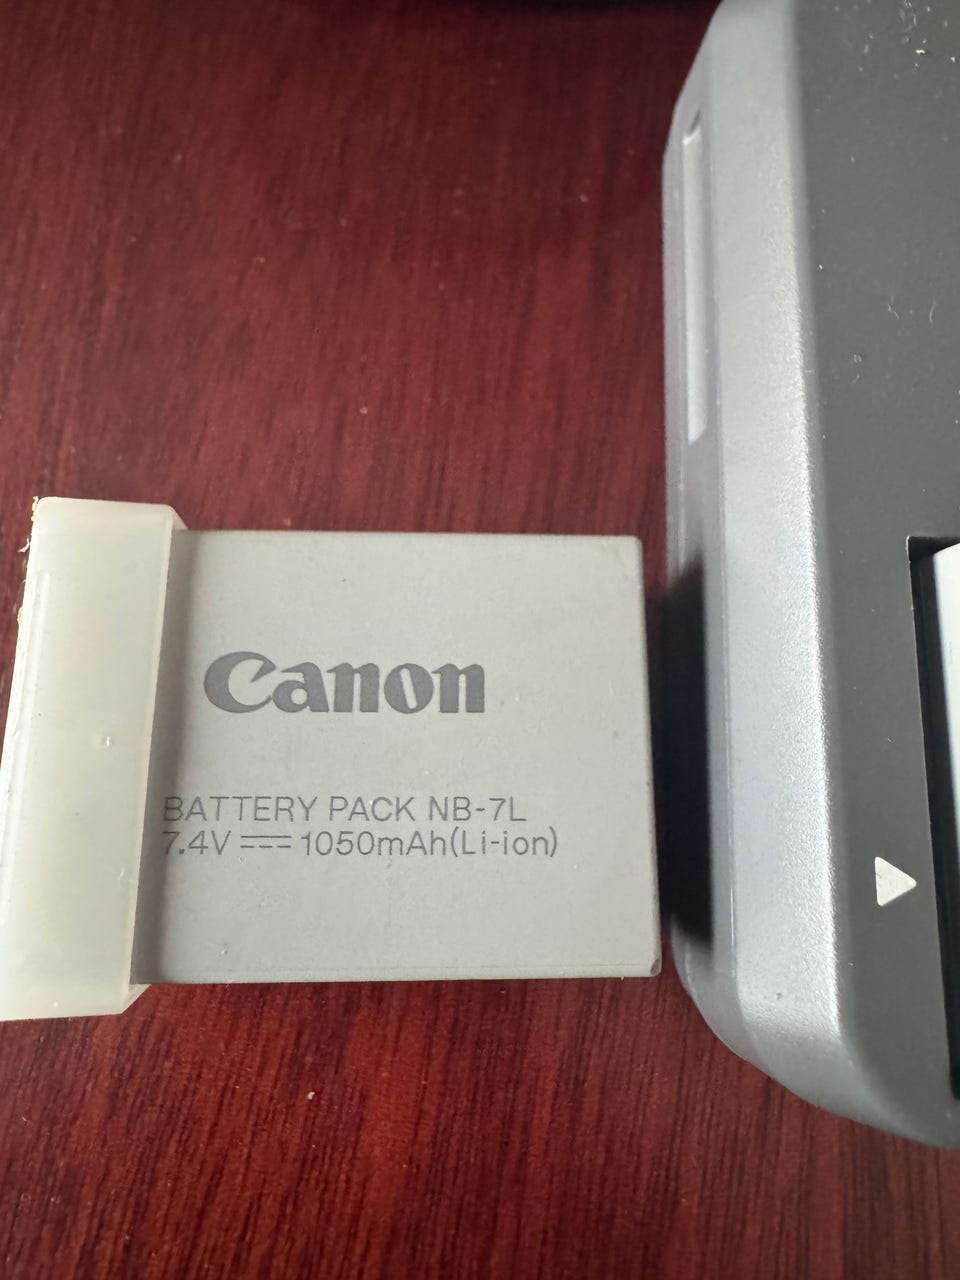 Canon
BATTERY PACK NB-7L
7.4V ⎓ 1050mAh(Li-ion)